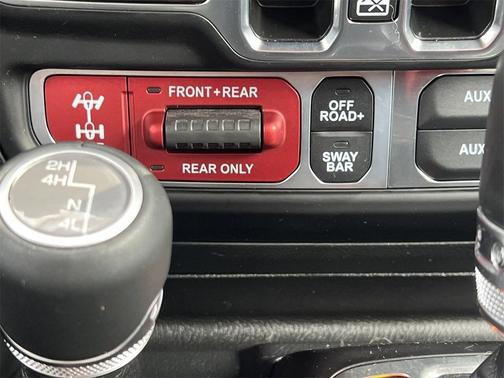 FRONT+REAR
OFF
ROAD+
AUX
REAR ONLY
SWAY
BAR
AUX
2H
4H
N
4L